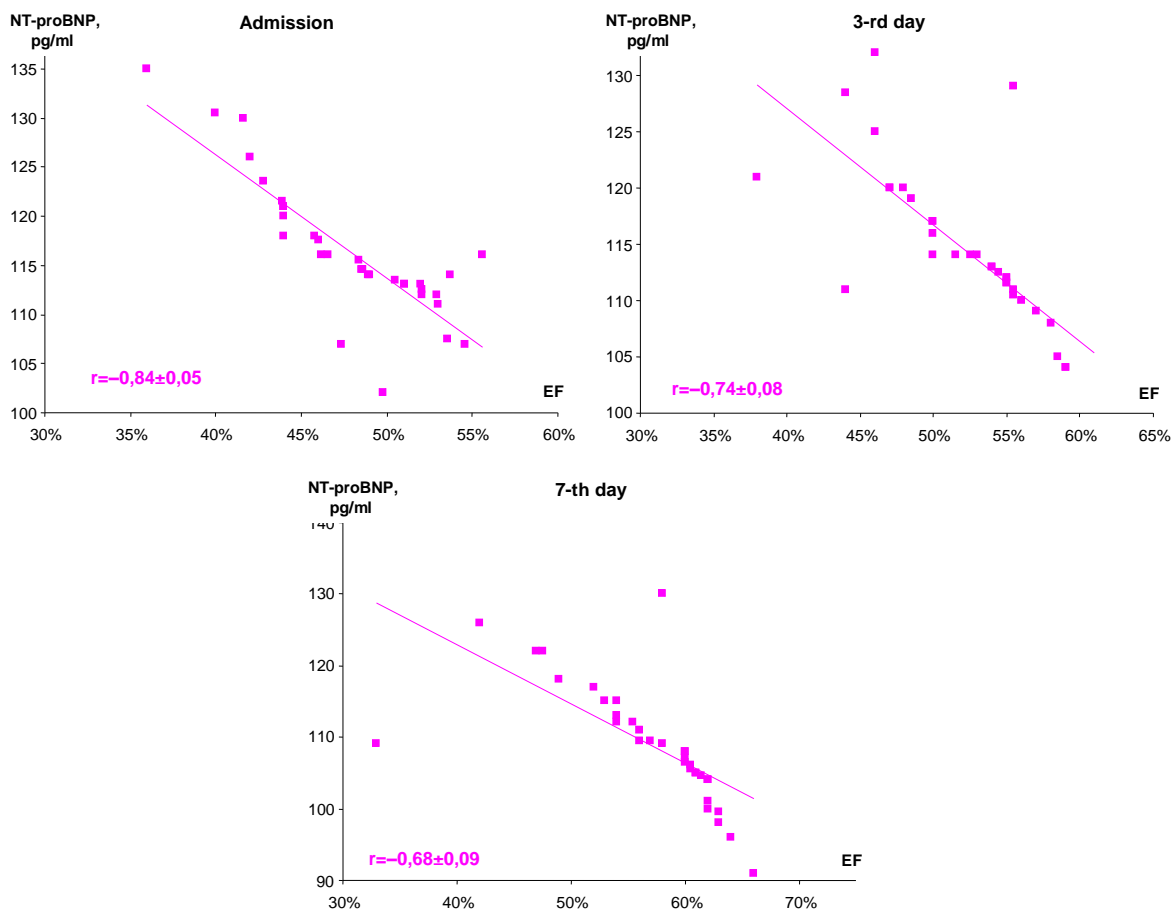 NT-proBNP,
pg/ml
Admission
135
130
125
120
115
110
105
100
r=–0,84±0,05
EF
30% 35% 40% 45% 50% 55% 60%
NT-proBNP,
pg/ml
3-rd day
130
125
120
115
110
105
100
r=–0,74±0,08
EF
30% 35% 40% 45% 50% 55% 60% 65%
NT-proBNP,
pg/ml
7-th day
140
130
120
110
100
90
r=–0,68±0,09
EF
30% 40% 50% 60% 70%